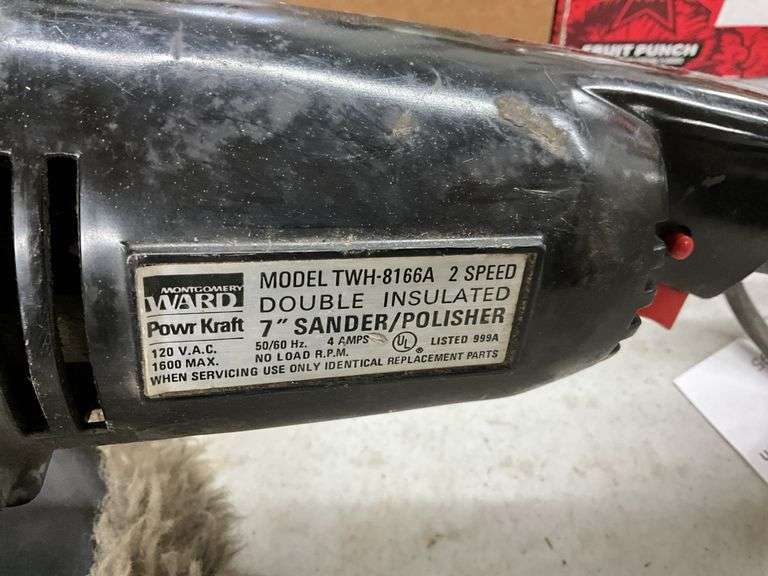 FRUIT PUNCH
MONTGOMERY
WARD
Powr Kraft
120 V.A.C.
1600 MAX.
MODEL TWH-8166A 2 SPEED
DOUBLE INSULATED
7" SANDER/POLISHER
50/60 Hz. 4 AMPS UL® LISTED 999A
NO LOAD R.P.M.
WHEN SERVICING USE ONLY IDENTICAL REPLACEMENT PARTS